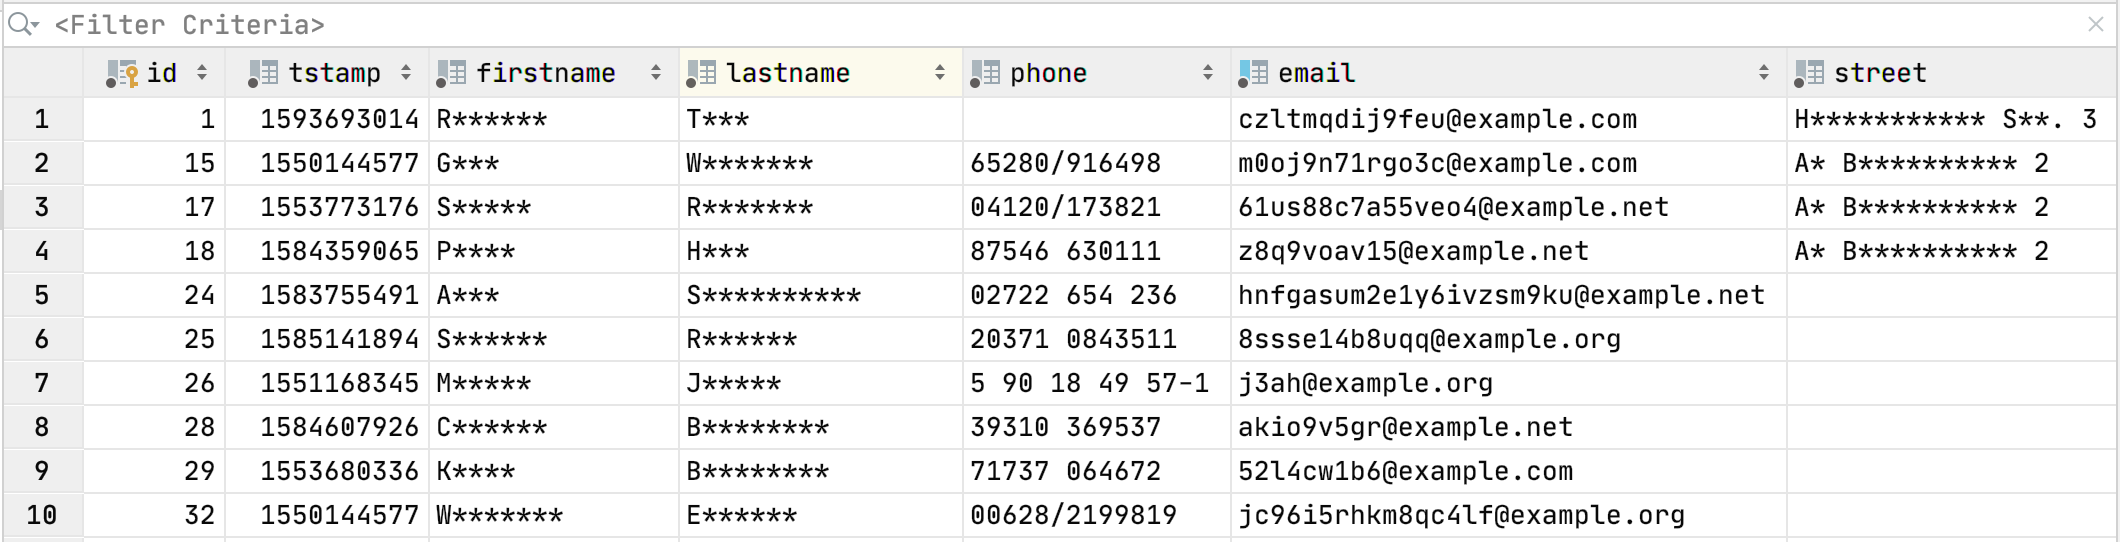 <Filter Criteria>
id tstamp firstname lastname phone email street
1 1 1593693014 R****** T*** czltmqdij9feu@example.com H*********** S**. 3
2 15 1550144577 G*** W******* 65280/916498 m0oj9n71rgo3c@example.com A* B********** 2
3 17 1553773176 S***** R******* 04120/173821 61us88c7a55veo4@example.net A* B********** 2
4 18 1584359065 P**** H*** 87546 630111 z8q9voav15@example.net A* B********** 2
5 24 1583755491 A*** S********** 02722 654 236 hnfgasum2e1y6ivzsm9ku@example.net
6 25 1585141894 S****** R****** 20371 0843511 8ssse14b8uqq@example.org
7 26 1551168345 M***** J***** 5 90 18 49 57-1 j3ah@example.org
8 28 1584607926 C****** B******** 39310 369537 akio9v5gr@example.net
9 29 1553680336 K**** B******** 71737 064672 52l4cw1b6@example.com
10 32 1550144577 W******* E****** 00628/2199819 jc96i5rhkm8qc4lf@example.org